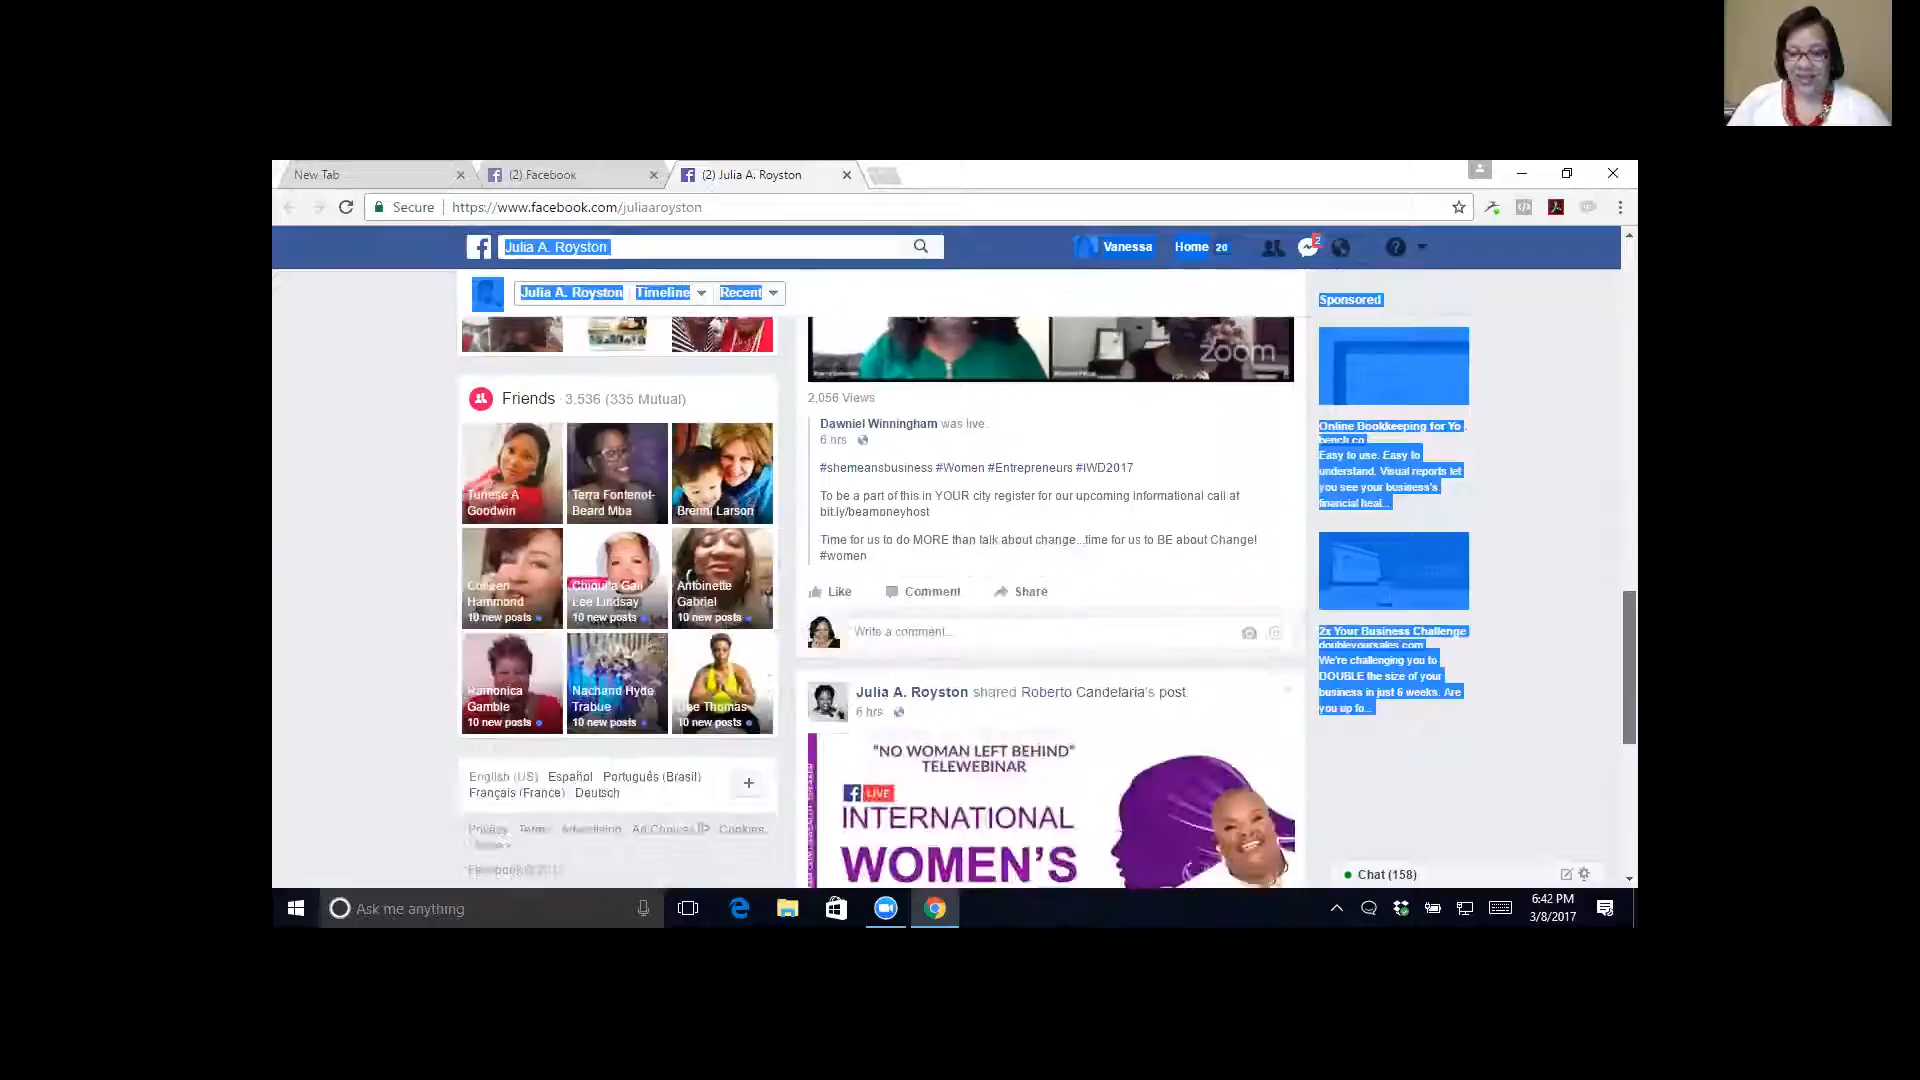 New Tab
(2) Facebook
(2) Julia A. Royston
Secure
https://www.facebook.com/juliaaroyston
Julia A. Royston
Vanessa
Home 20
2
Julia A. Royston
Timeline
Recent
Sponsored
zoom
2,056 Views
Friends · 3,536 (335 Mutual)
Tunese A
Goodwin
Terra Fontenot-
Beard Mba
Brenni Larson
Colleen
Hammond
10 new posts
Chiquita Gail
Lee Lindsay
10 new posts
Antoinette
Gabriel
10 new posts
Ramonica
Gamble
10 new posts
Nachand Hyde
Trabue
10 new posts
Dee Thomas
10 new posts
Dawniel Winningham was live.
6 hrs
#shemeansbusiness #Women #Entrepreneurs #IWD2017
To be a part of this in YOUR city register for our upcoming informational call at
bit.ly/beamoneyhost
Time for us to do MORE than talk about change...time for us to BE about Change!
#women
Like
Comment
Share
Write a comment...
Julia A. Royston shared Roberto Candelaria's post
6 hrs
"NO WOMAN LEFT BEHIND"
TELEWEBINAR
LIVE
INTERNATIONAL
WOMEN'S
Online Bookkeeping for Yo
bench.co
Easy to use. Easy to
understand. Visual reports let
you see your business's
financial heal...
2x Your Business Challenge
doubleyoursales.com
We're challenging you to
DOUBLE the size of your
business in just 6 weeks. Are
you up fo...
English (US) Español Português (Brasil)
Français (France) Deutsch
Privacy Terms Advertising Ad Choices Cookies
Chat (158)
Ask me anything
6:42 PM
3/8/2017